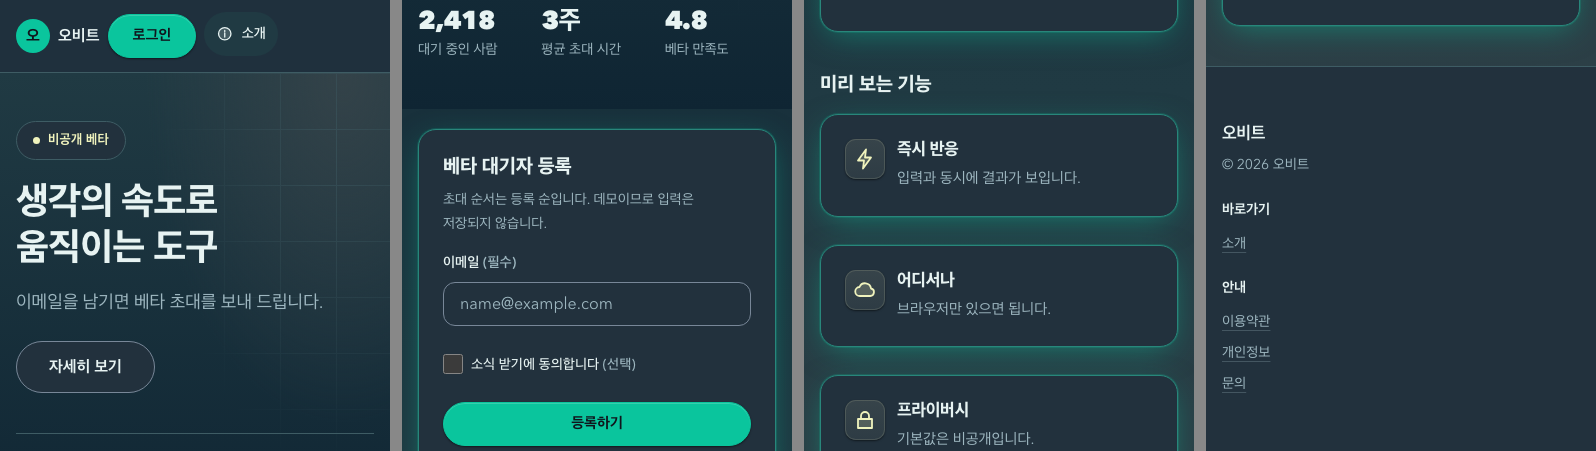 오 오비트 로그인 소개
비공개 베타
생각의 속도로
움직이는 도구
이메일을 남기면 베타 초대를 보내 드립니다.
자세히 보기
2,418 3주 4.8
대기 중인 사람 평균 초대 시간 베타 만족도
베타 대기자 등록
초대 순서는 등록 순입니다. 데모이므로 입력은
저장되지 않습니다.
이메일 (필수)
name@example.com
소식 받기에 동의합니다 (선택)
등록하기
미리 보는 기능
즉시 반응
입력과 동시에 결과가 보입니다.
어디서나
브라우저만 있으면 됩니다.
프라이버시
기본값은 비공개입니다.
오비트
© 2026 오비트
바로가기
소개
안내
이용약관
개인정보
문의